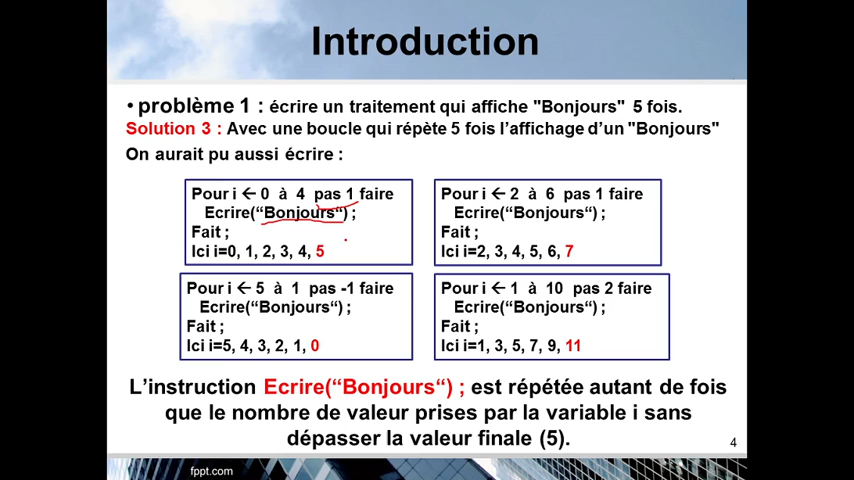 Introduction
• problème 1 : écrire un traitement qui affiche "Bonjours" 5 fois.
Solution 3 : Avec une boucle qui répète 5 fois l'affichage d'un "Bonjours"
On aurait pu aussi écrire :
Pour i ← 0 à 4 pas 1 faire
Ecrire(“Bonjours“) ;
Fait ;
Ici i=0, 1, 2, 3, 4, 5
Pour i ← 2 à 6 pas 1 faire
Ecrire(“Bonjours“) ;
Fait ;
Ici i=2, 3, 4, 5, 6, 7
Pour i ← 5 à 1 pas -1 faire
Ecrire(“Bonjours“) ;
Fait ;
Ici i=5, 4, 3, 2, 1, 0
Pour i ← 1 à 10 pas 2 faire
Ecrire(“Bonjours“) ;
Fait ;
Ici i=1, 3, 5, 7, 9, 11
L'instruction Ecrire(“Bonjours“) ; est répétée autant de fois
que le nombre de valeur prises par la variable i sans
dépasser la valeur finale (5).
4
fppt.com